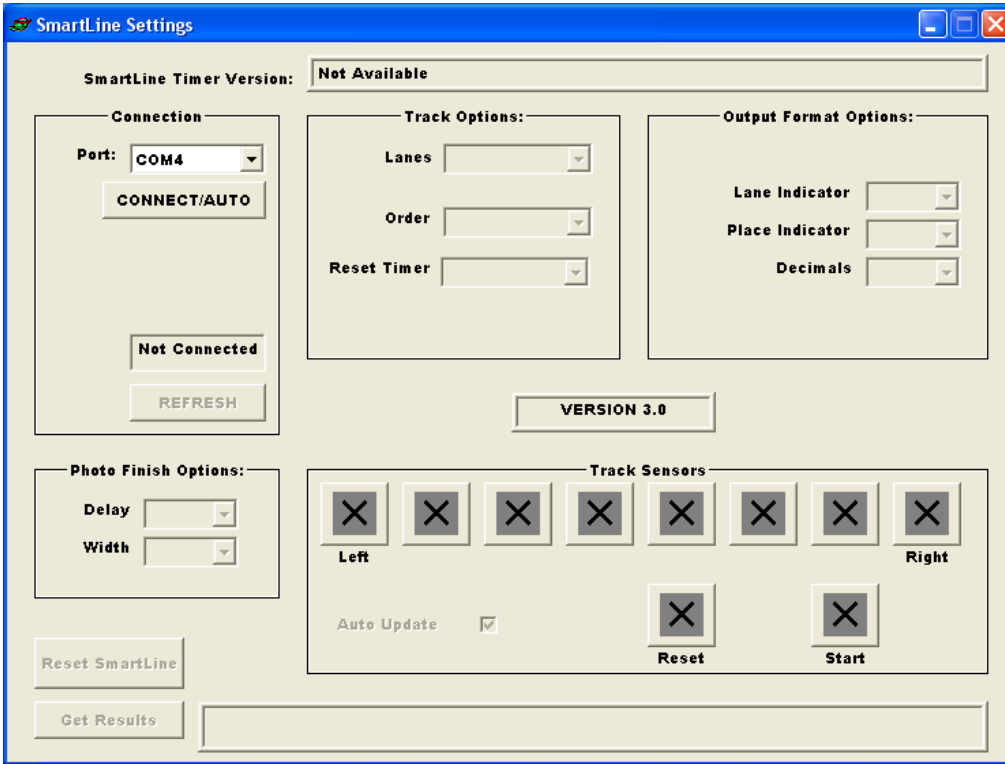 SmartLine Settings
SmartLine Timer Version: Not Available
Connection
Port: COM4
CONNECT/AUTO
Not Connected
REFRESH
Track Options:
Lanes
Order
Reset Timer
Output Format Options:
Lane Indicator
Place Indicator
Decimals
VERSION 3.0
Photo Finish Options:
Delay
Width
Track Sensors
Left
Right
Auto Update
Reset
Start
Reset SmartLine
Get Results